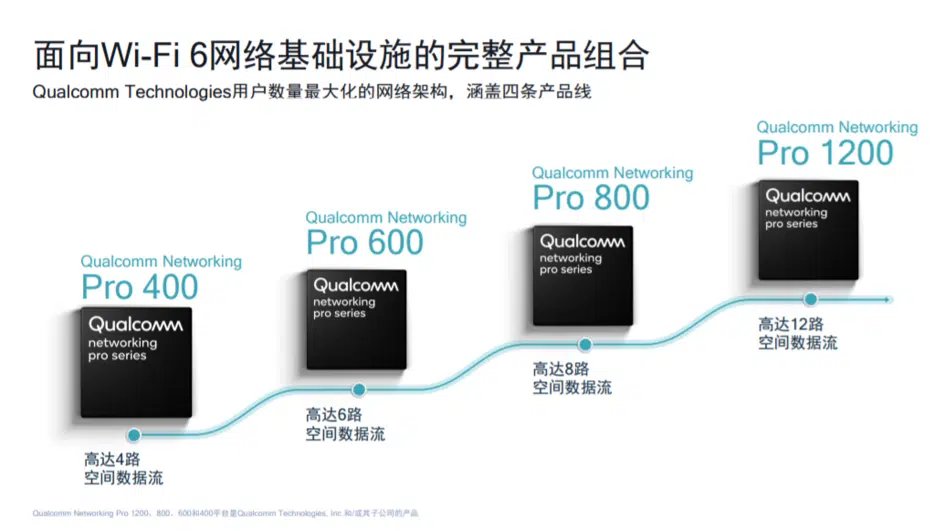 面向Wi-Fi 6网络基础设施的完整产品组合
Qualcomm Technologies用户数量最大化的网络架构，涵盖四条产品线
Qualcomm Networking
Pro 400
Qualcomm
networking
pro series
高达4路
空间数据流
Qualcomm Networking
Pro 600
Qualcomm
networking
pro series
高达6路
空间数据流
Qualcomm Networking
Pro 800
Qualcomm
networking
pro series
高达8路
空间数据流
Qualcomm Networking
Pro 1200
Qualcomm
networking
pro series
高达12路
空间数据流
Qualcomm Networking Pro 1200、800、600和400平台是Qualcomm Technologies, Inc.和/或其子公司的产品